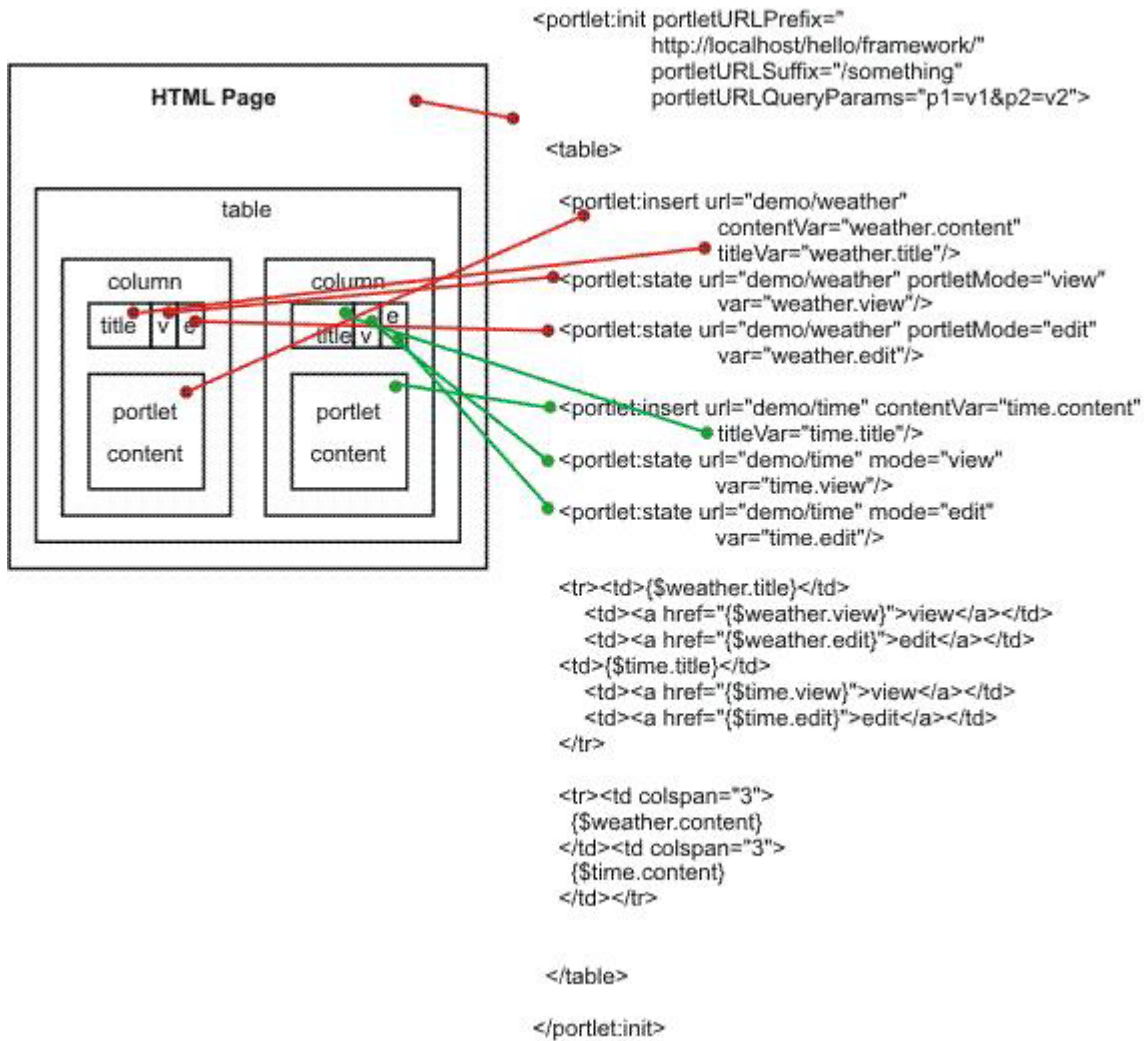 HTML Page
table
column
title v e
portlet
content
column
title v e
portlet
content
<portlet:init portletURLPrefix="
http://localhost/hello/framework/"
portletURLSuffix="/something"
portletURLQueryParams="p1=v1&p2=v2">
<table>
<portlet:insert url="demo/weather"
contentVar="weather.content"
titleVar="weather.title"/>
<portlet:state url="demo/weather" portletMode="view"
var="weather.view"/>
<portlet:state url="demo/weather" portletMode="edit"
var="weather.edit"/>
<portlet:insert url="demo/time" contentVar="time.content"
titleVar="time.title"/>
<portlet:state url="demo/time" mode="view"
var="time.view"/>
<portlet:state url="demo/time" mode="edit"
var="time.edit"/>
<tr><td>{$weather.title}</td>
<td><a href="{$weather.view}">view</a></td>
<td><a href="{$weather.edit}">edit</a></td>
<td>{$time.title}</td>
<td><a href="{$time.view}">view</a></td>
<td><a href="{$time.edit}">edit</a></td>
</tr>
<tr><td colspan="3">
{$weather.content}
</td><td colspan="3">
{$time.content}
</td></tr>
</table>
</portlet:init>